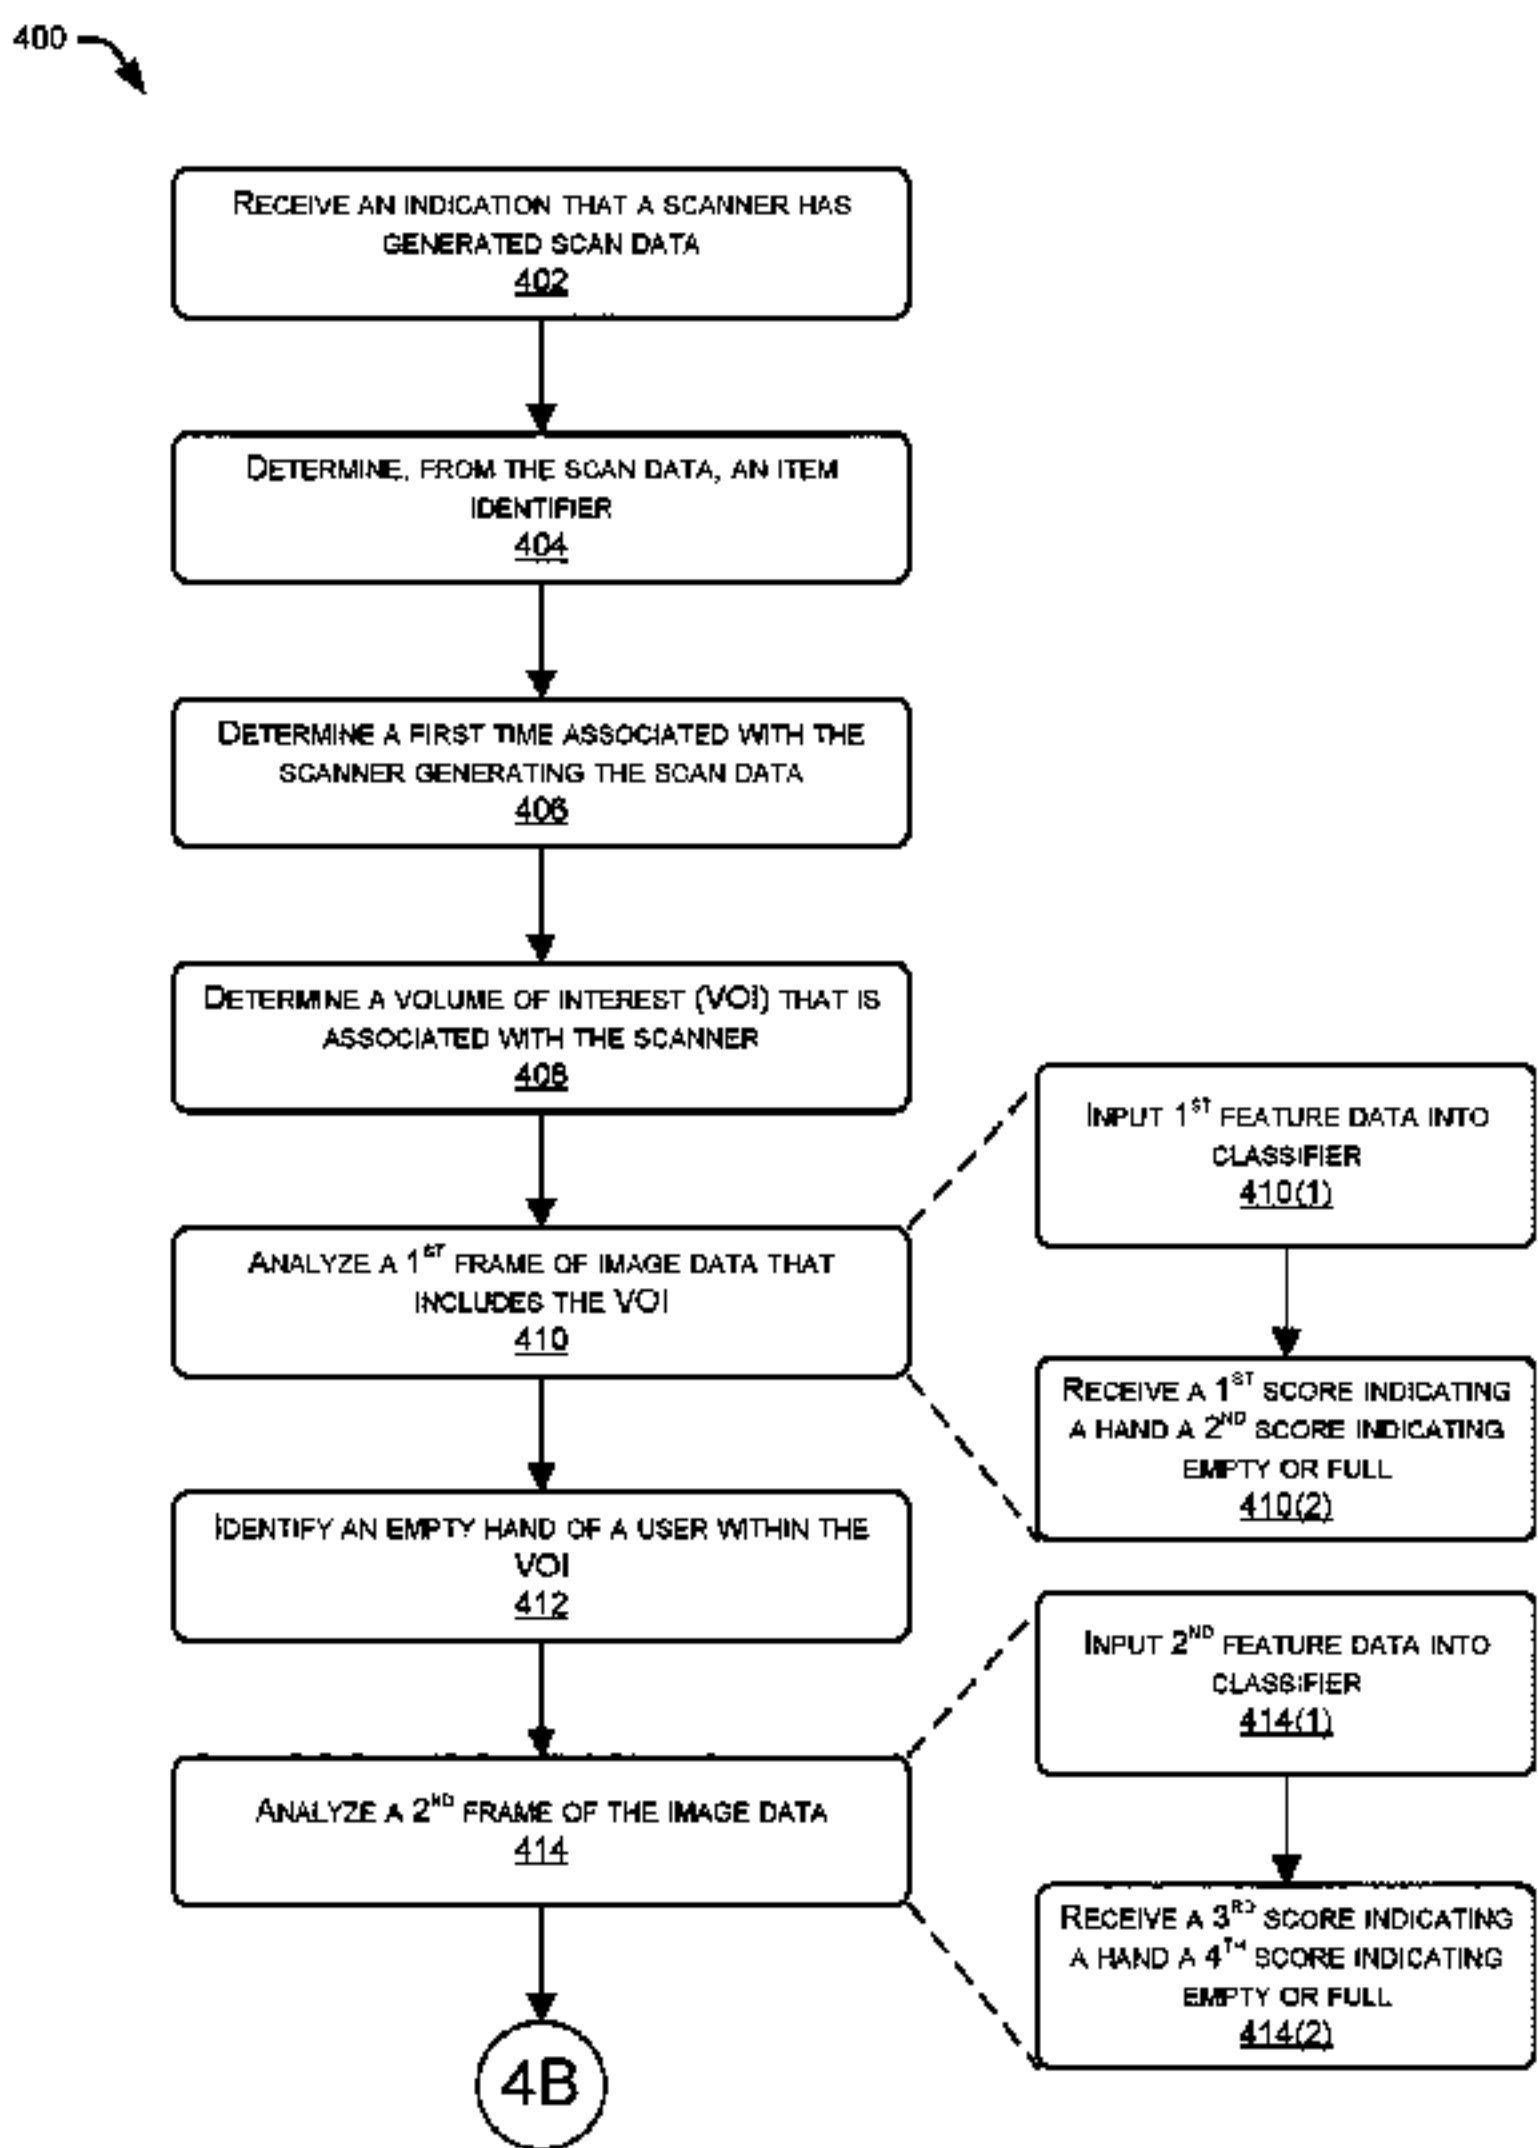 400
RECEIVE AN INDICATION THAT A SCANNER HAS
GENERATED SCAN DATA
402
DETERMINE, FROM THE SCAN DATA, AN ITEM
IDENTIFIER
404
DETERMINE A FIRST TIME ASSOCIATED WITH THE
SCANNER GENERATING THE SCAN DATA
406
DETERMINE A VOLUME OF INTEREST (VOI) THAT IS
ASSOCIATED WITH THE SCANNER
408
ANALYZE A 1ST FRAME OF IMAGE DATA THAT
INCLUDES THE VOI
410
INPUT 1ST FEATURE DATA INTO
CLASSIFIER
410(1)
RECEIVE A 1ST SCORE INDICATING
A HAND A 2ND SCORE INDICATING
EMPTY OR FULL
410(2)
IDENTIFY AN EMPTY HAND OF A USER WITHIN THE
VOI
412
ANALYZE A 2ND FRAME OF THE IMAGE DATA
414
INPUT 2ND FEATURE DATA INTO
CLASSIFIER
414(1)
RECEIVE A 3RD SCORE INDICATING
A HAND A 4TH SCORE INDICATING
EMPTY OR FULL
414(2)
4B